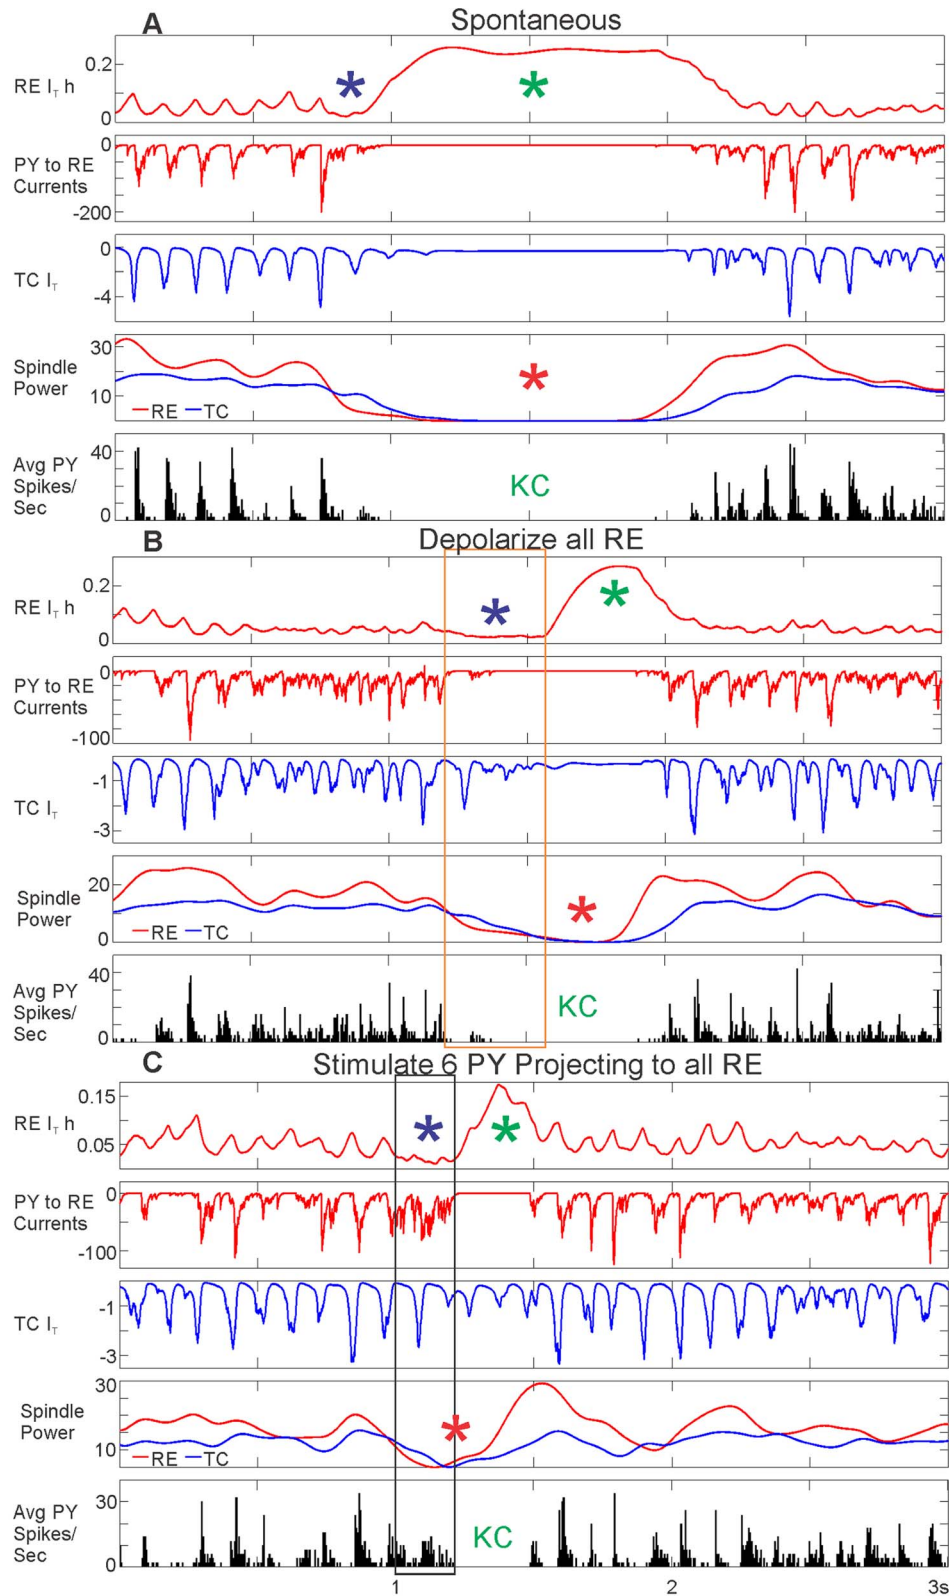 A Spontaneous
RE I_T h
0.2
0
PY to RE
Currents
0
-200
TC I_T
0
-4
Spindle
Power
30
10
RE TC
Avg PY
Spikes/
Sec
40
0
KC
B Depolarize all RE
RE I_T h
0.2
0
PY to RE
Currents
0
-100
TC I_T
-1
-3
Spindle
Power
20
0
RE TC
Avg PY
Spikes/
Sec
40
0
KC
C Stimulate 6 PY Projecting to all RE
RE I_T h
0.15
0.05
PY to RE
Currents
0
-100
TC I_T
-1
-3
Spindle
Power
30
10
RE TC
Avg PY
Spikes/
Sec
30
0
KC
1 2 3s